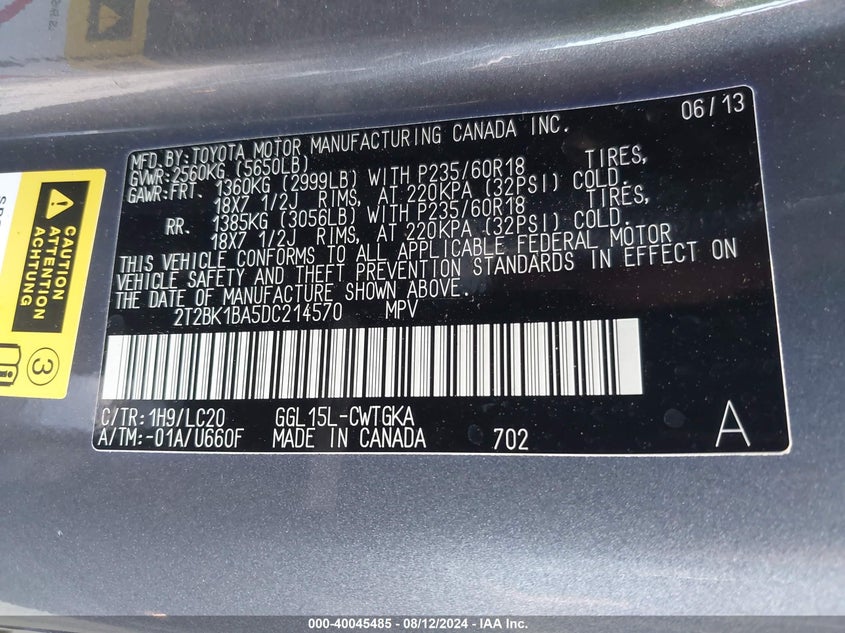 06/13
MFD.BY:TOYOTA MOTOR MANUFACTURING CANADA INC.
GVWR:2560KG (5650LB)
GAWR:FRT. 1360KG (2999LB) WITH P235/60R18 TIRES,
18X7 1/2J RIMS, AT 220KPA (32PSI) COLD.
RR. 1385KG (3056LB) WITH P235/60R18 TIRES,
18X7 1/2J RIMS, AT 220KPA (32PSI) COLD.
THIS VEHICLE CONFORMS TO ALL APPLICABLE FEDERAL MOTOR
VEHICLE SAFETY AND THEFT PREVENTION STANDARDS IN EFFECT ON
THE DATE OF MANUFACTURE SHOWN ABOVE.
2T2BK1BA5DC214570 MPV
C/TR:1H9/LC20 GGL15L-CWTGKA
A/TM:-01A/U660F MADE IN CANADA 702 A
CAUTION
ATTENTION
ACHTUNG
3
000-40045485 - 08/12/2024 - IAA Inc.